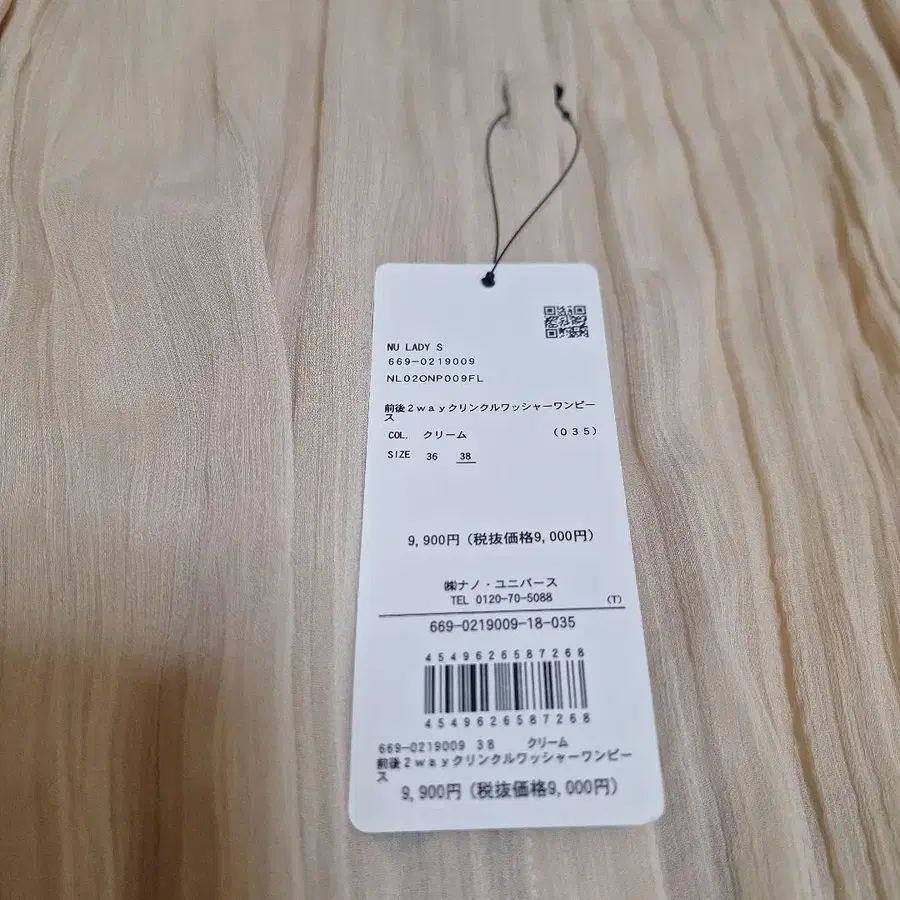 NU LADY S
669-0219009
NL02ONP009FL
前後2wayクリンクルワッシャーワンピー
ス
COL. クリーム (035)
SIZE 36 38
9,900円 (税抜価格9,000円)
㈱ナノ・ユニバース
TEL 0120-70-5088 (T)
669-0219009-18-035
4549626587268
4549626587268
669-0219009 38 クリーム
前後2wayクリンクルワッシャーワンピー
ス
9,900円 (税抜価格9,000円)